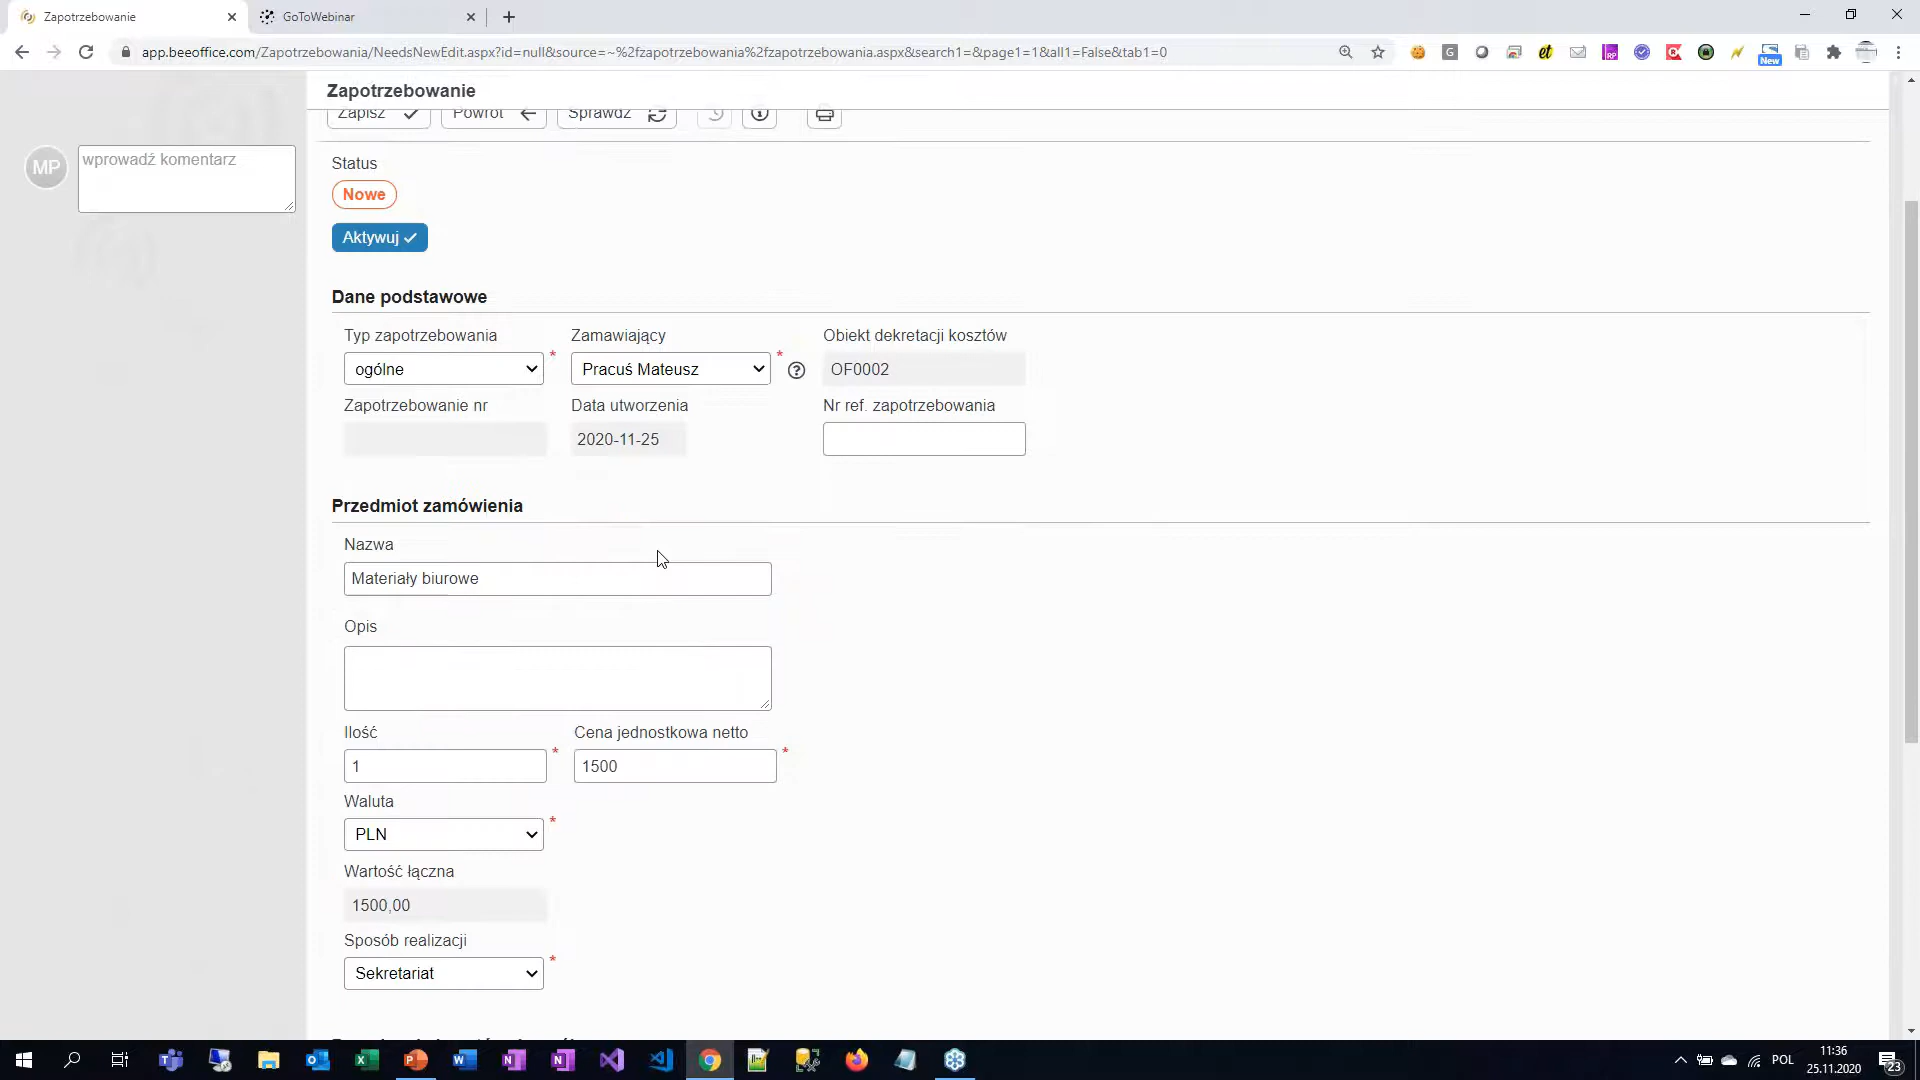 Zapotrzebowanie
GoToWebinar
app.beeoffice.com/Zapotrzebowania/NeedsNewEdit.aspx?id=null&source=~%2fzapotrzebowania%2fzapotrzebowania.aspx&search1=&page1=1&all1=False&tab1=0
New
Zapotrzebowanie
Zapisz
Powrót
Sprawdź
MP
wprowadź komentarz
Status
Nowe
Aktywuj
Dane podstawowe
Typ zapotrzebowania
Zamawiający
Obiekt dekretacji kosztów
ogólne
*
Pracuś Mateusz
*
OF0002
Zapotrzebowanie nr
Data utworzenia
Nr ref. zapotrzebowania
2020-11-25
Przedmiot zamówienia
Nazwa
Materiały biurowe
Opis
Ilość
Cena jednostkowa netto
1
*
1500
*
Waluta
PLN
*
Wartość łączna
1500,00
Sposób realizacji
Sekretariat
*
POL
11:36
25.11.2020
23